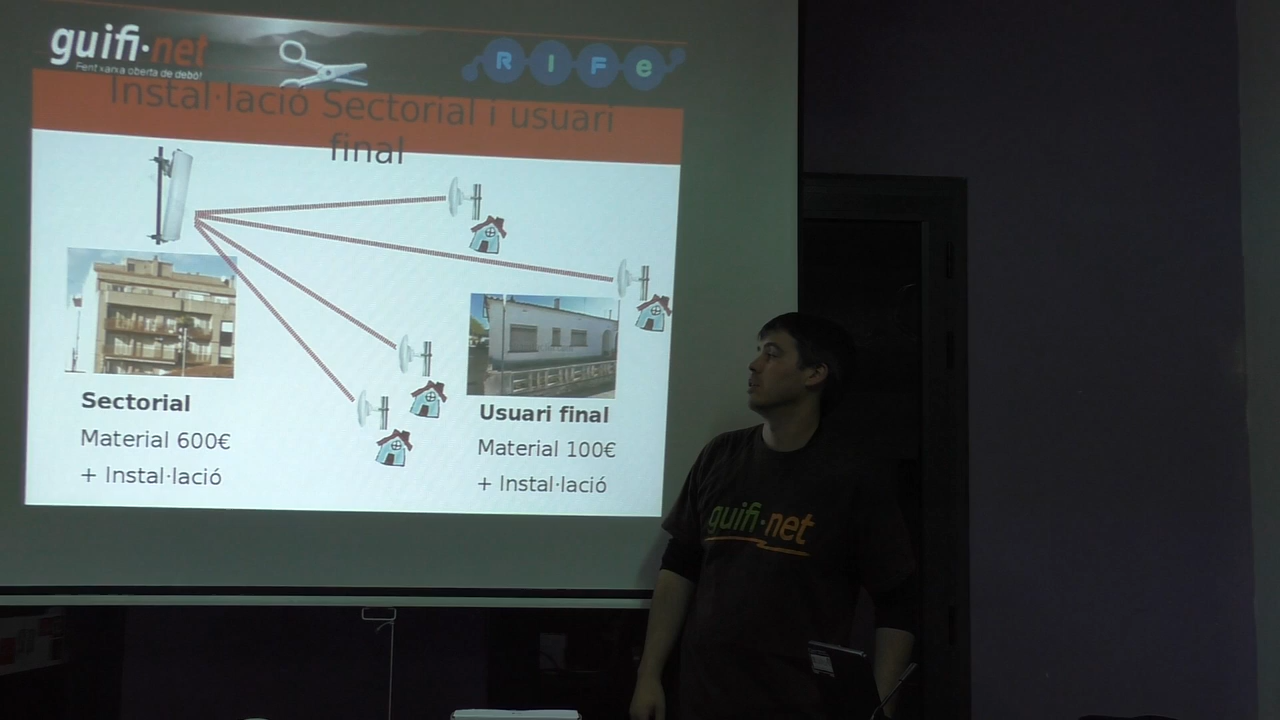 guifi·net
Fent xarxa oberta de debò!
R I F e
Instal·lació Sectorial i usuari
final
Sectorial
Material 600€
+ Instal·lació
Usuari final
Material 100€
+ Instal·lació
guifi·net